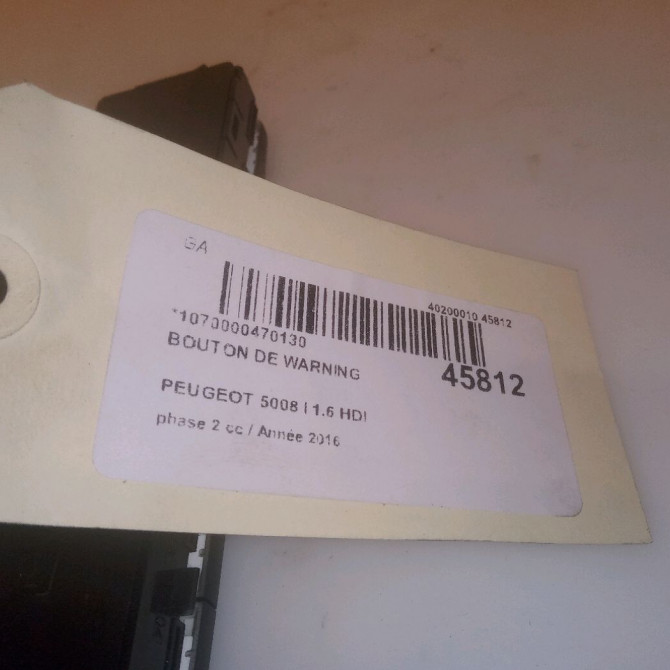 GA
40200010 45812
*1070000470130
BOUTON DE WARNING
45812
PEUGEOT 5008 I 1.6 HDI
phase 2 cc / Année 2016